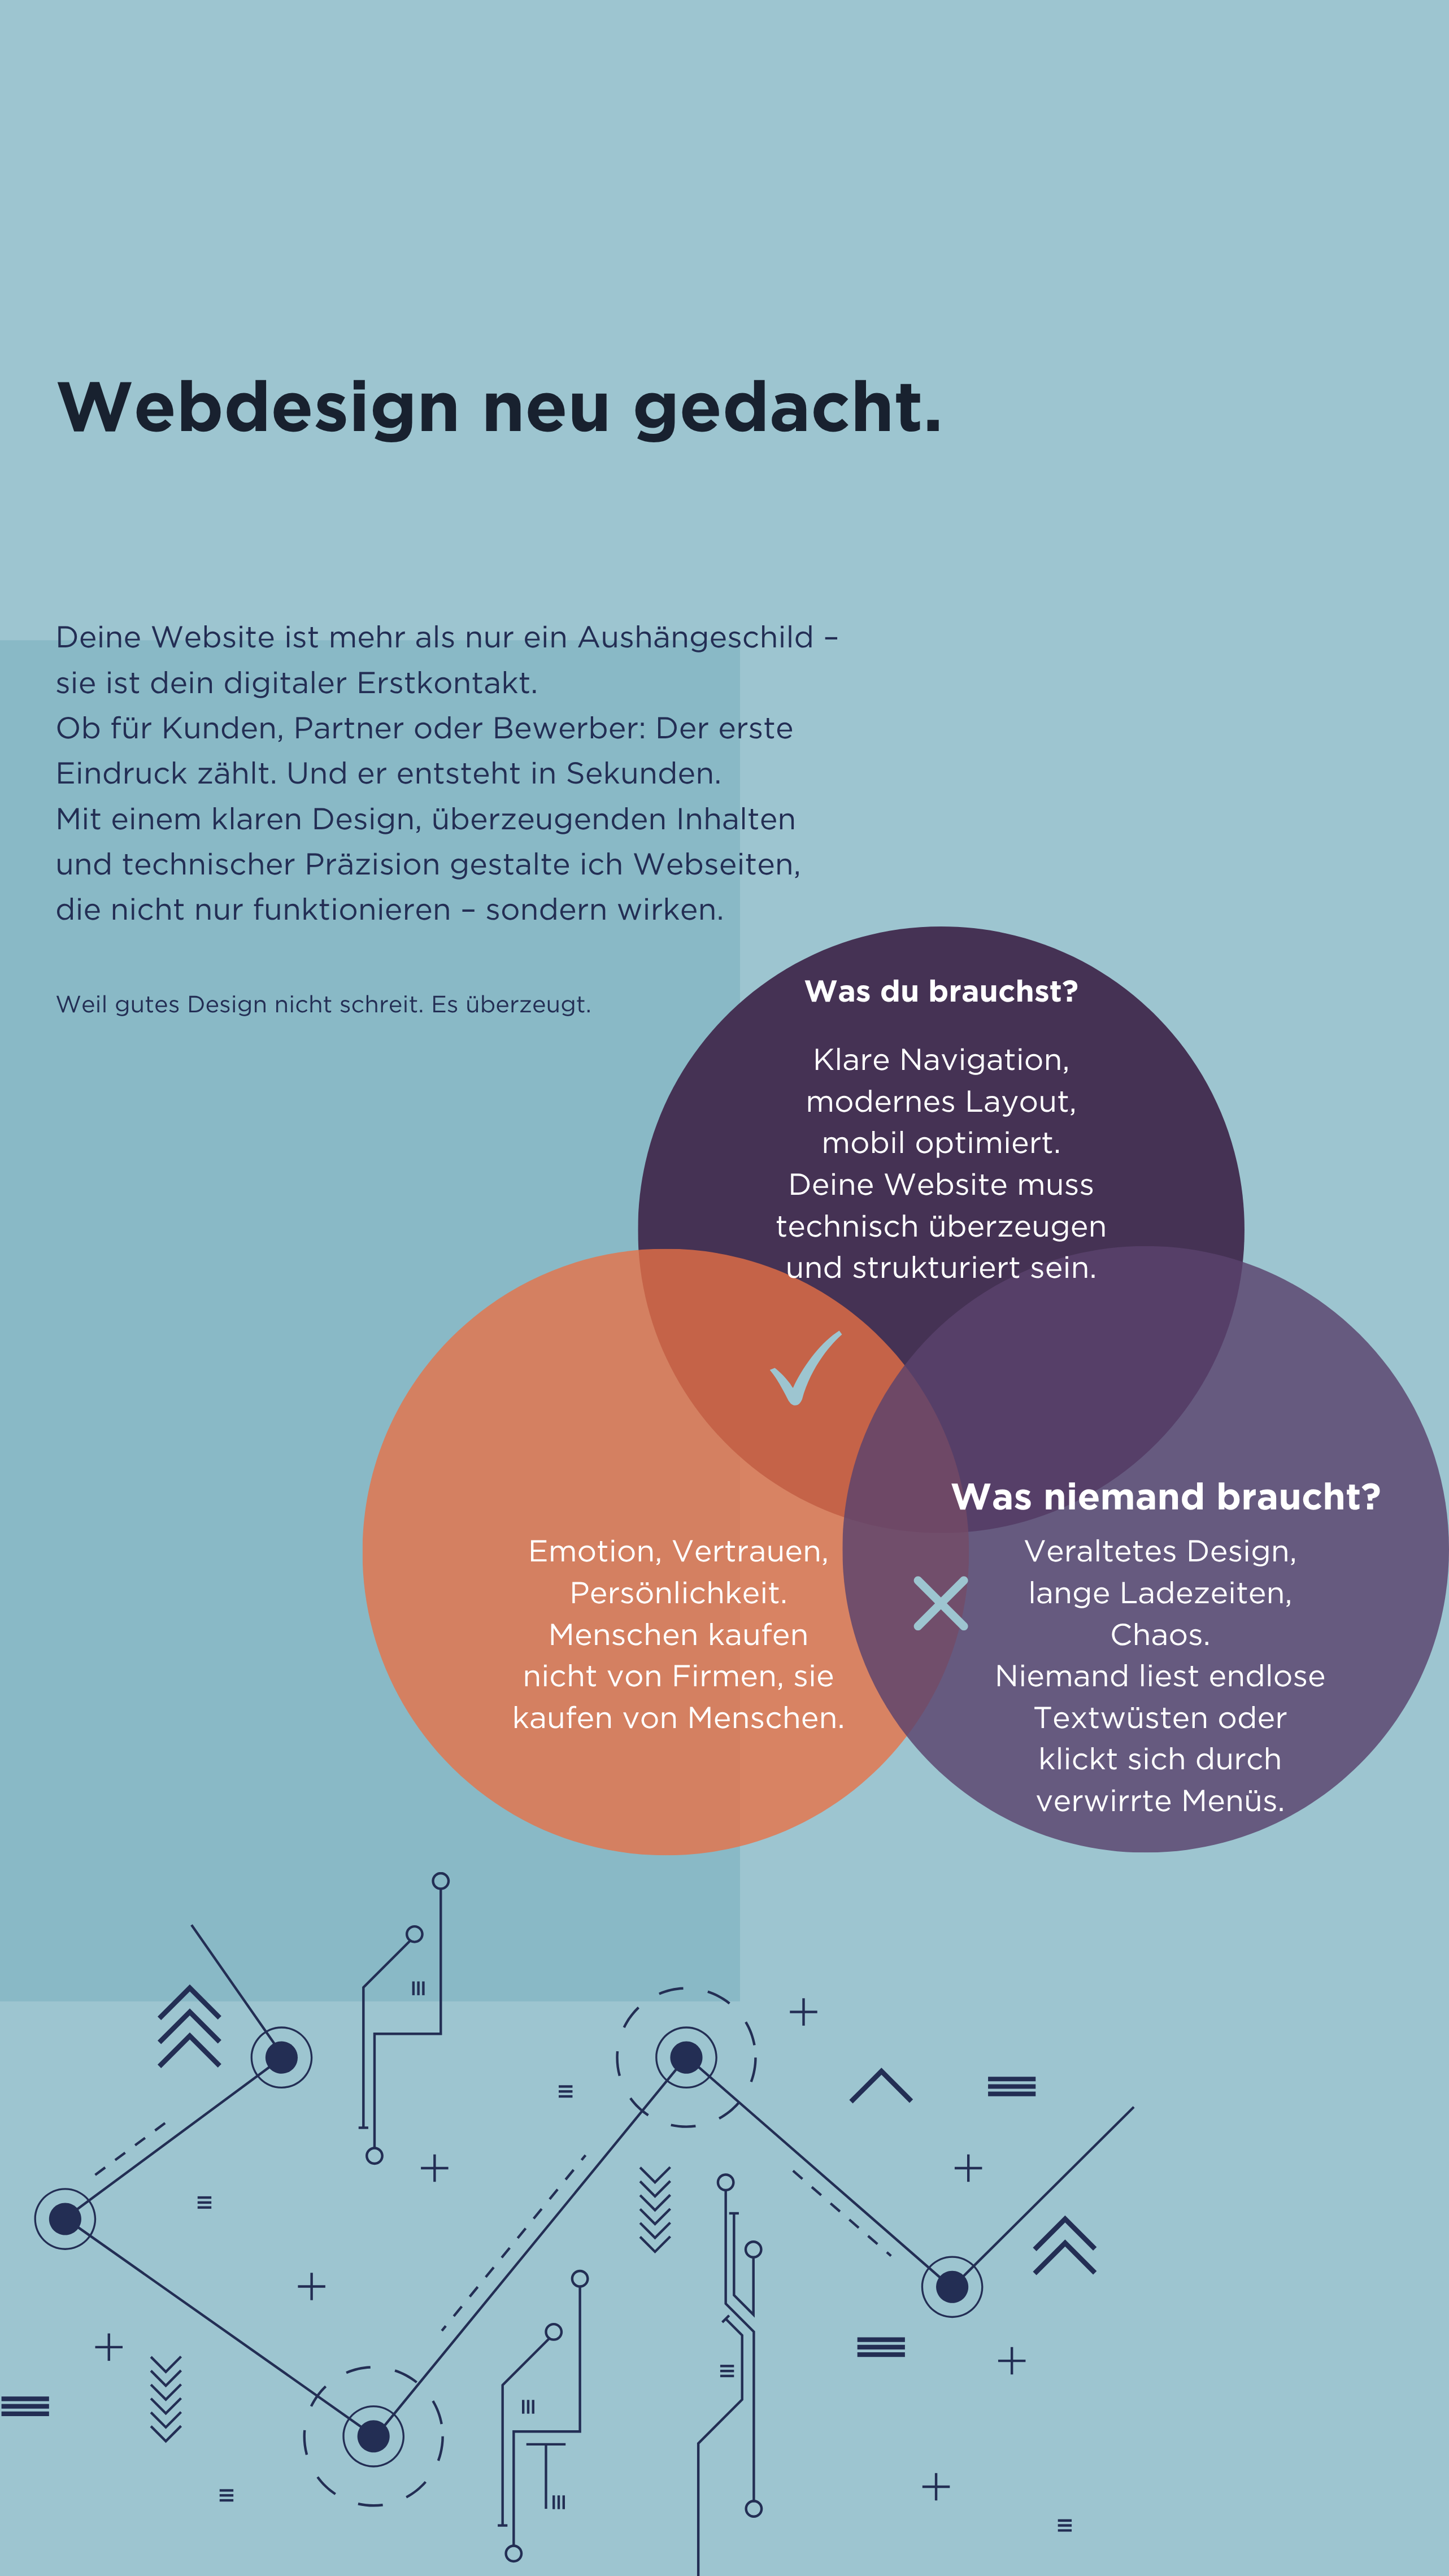 Webdesign neu gedacht.
Deine Website ist mehr als nur ein Aushängeschild –
sie ist dein digitaler Erstkontakt.
Ob für Kunden, Partner oder Bewerber: Der erste
Eindruck zählt. Und er entsteht in Sekunden.
Mit einem klaren Design, überzeugenden Inhalten
und technischer Präzision gestalte ich Webseiten,
die nicht nur funktionieren – sondern wirken.
Weil gutes Design nicht schreit. Es überzeugt.
Was du brauchst?
Klare Navigation,
modernes Layout,
mobil optimiert.
Deine Website muss
technisch überzeugen
und strukturiert sein.
Emotion, Vertrauen,
Persönlichkeit.
Menschen kaufen
nicht von Firmen, sie
kaufen von Menschen.
Was niemand braucht?
Veraltetes Design,
lange Ladezeiten,
Chaos.
Niemand liest endlose
Textwüsten oder
klickt sich durch
verwirrte Menüs.